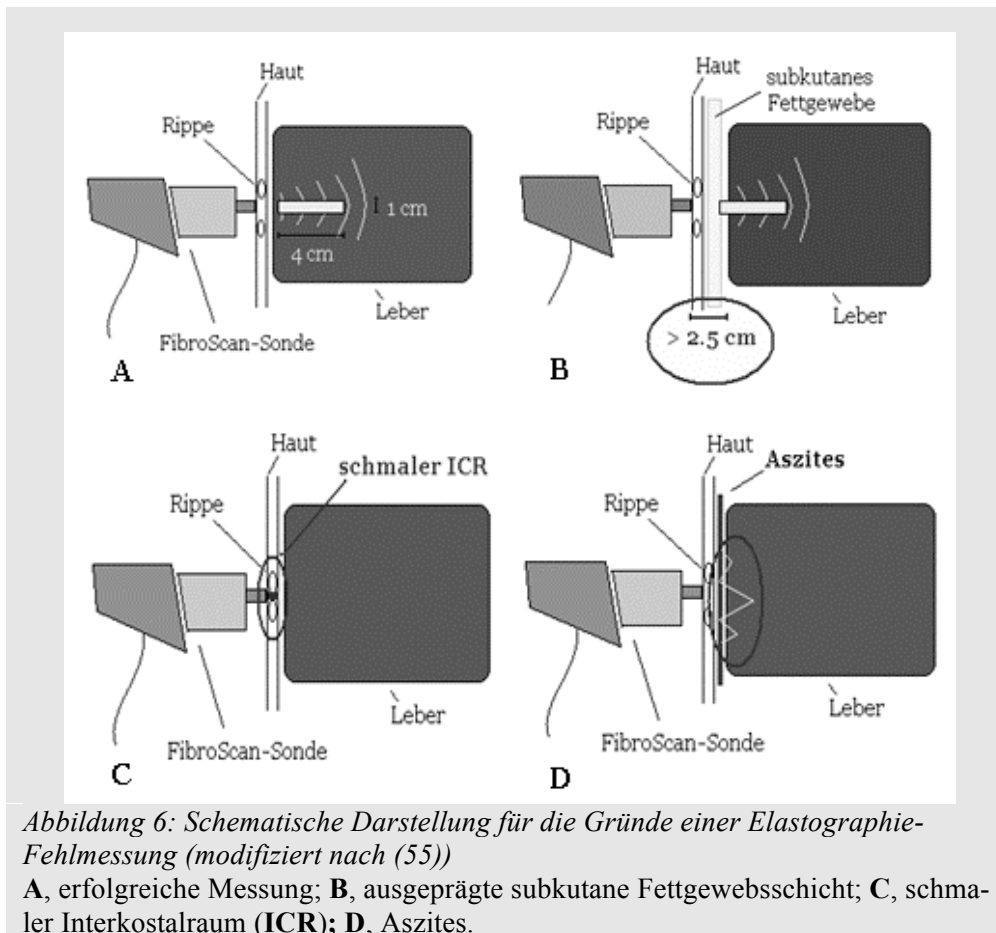 Haut
Rippe
1 cm
4 cm
Leber
FibroScan-Sonde
A
Haut
subkutanes
Fettgewebe
Rippe
Leber
> 2.5 cm
B
Haut
schmaler ICR
Rippe
Leber
FibroScan-Sonde
C
Haut
Aszites
Rippe
Leber
FibroScan-Sonde
D
Abbildung 6: Schematische Darstellung für die Gründe einer Elastographie-
Fehlmessung (modifiziert nach (55))
A, erfolgreiche Messung; B, ausgeprägte subkutane Fettgewebsschicht; C, schma-
ler Interkostalraum (ICR); D, Aszites.